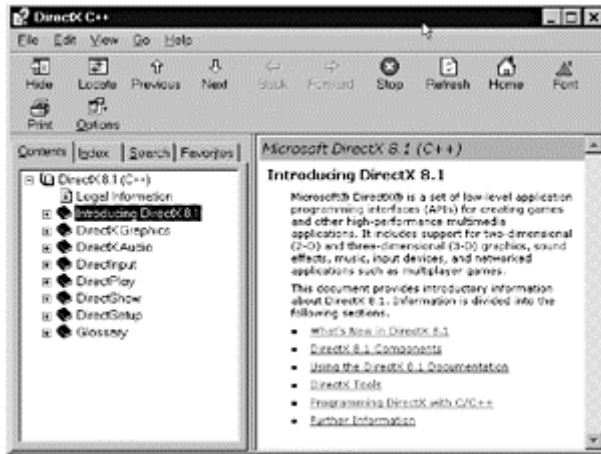 DirectX C++
File Edit View Go Help
Hide Locate Previous Next Back Forward Stop Refresh Home Font
Print Options
Contents Index Search Favorites
DirectX 8.1 (C++)
Legal Information
Introducing DirectX 8.1
DirectX Graphics
DirectX Audio
DirectInput
DirectPlay
DirectShow
DirectSetup
Glossary
Microsoft DirectX 8.1 (C++)
Introducing DirectX 8.1
Microsoft® DirectX® is a set of low-level application
programming interfaces (APIs) for creating games
and other high-performance multimedia
applications. It includes support for two-dimensional
(2-D) and three-dimensional (3-D) graphics, sound
effects, music, input devices, and networked
applications such as multiplayer games.
This document provides introductory information
about DirectX 8.1. Information is divided into the
following sections.
What's New in DirectX 8.1
DirectX 8.1 Components
Using the DirectX 8.1 Documentation
DirectX Tools
Programming DirectX with C/C++
Further Information